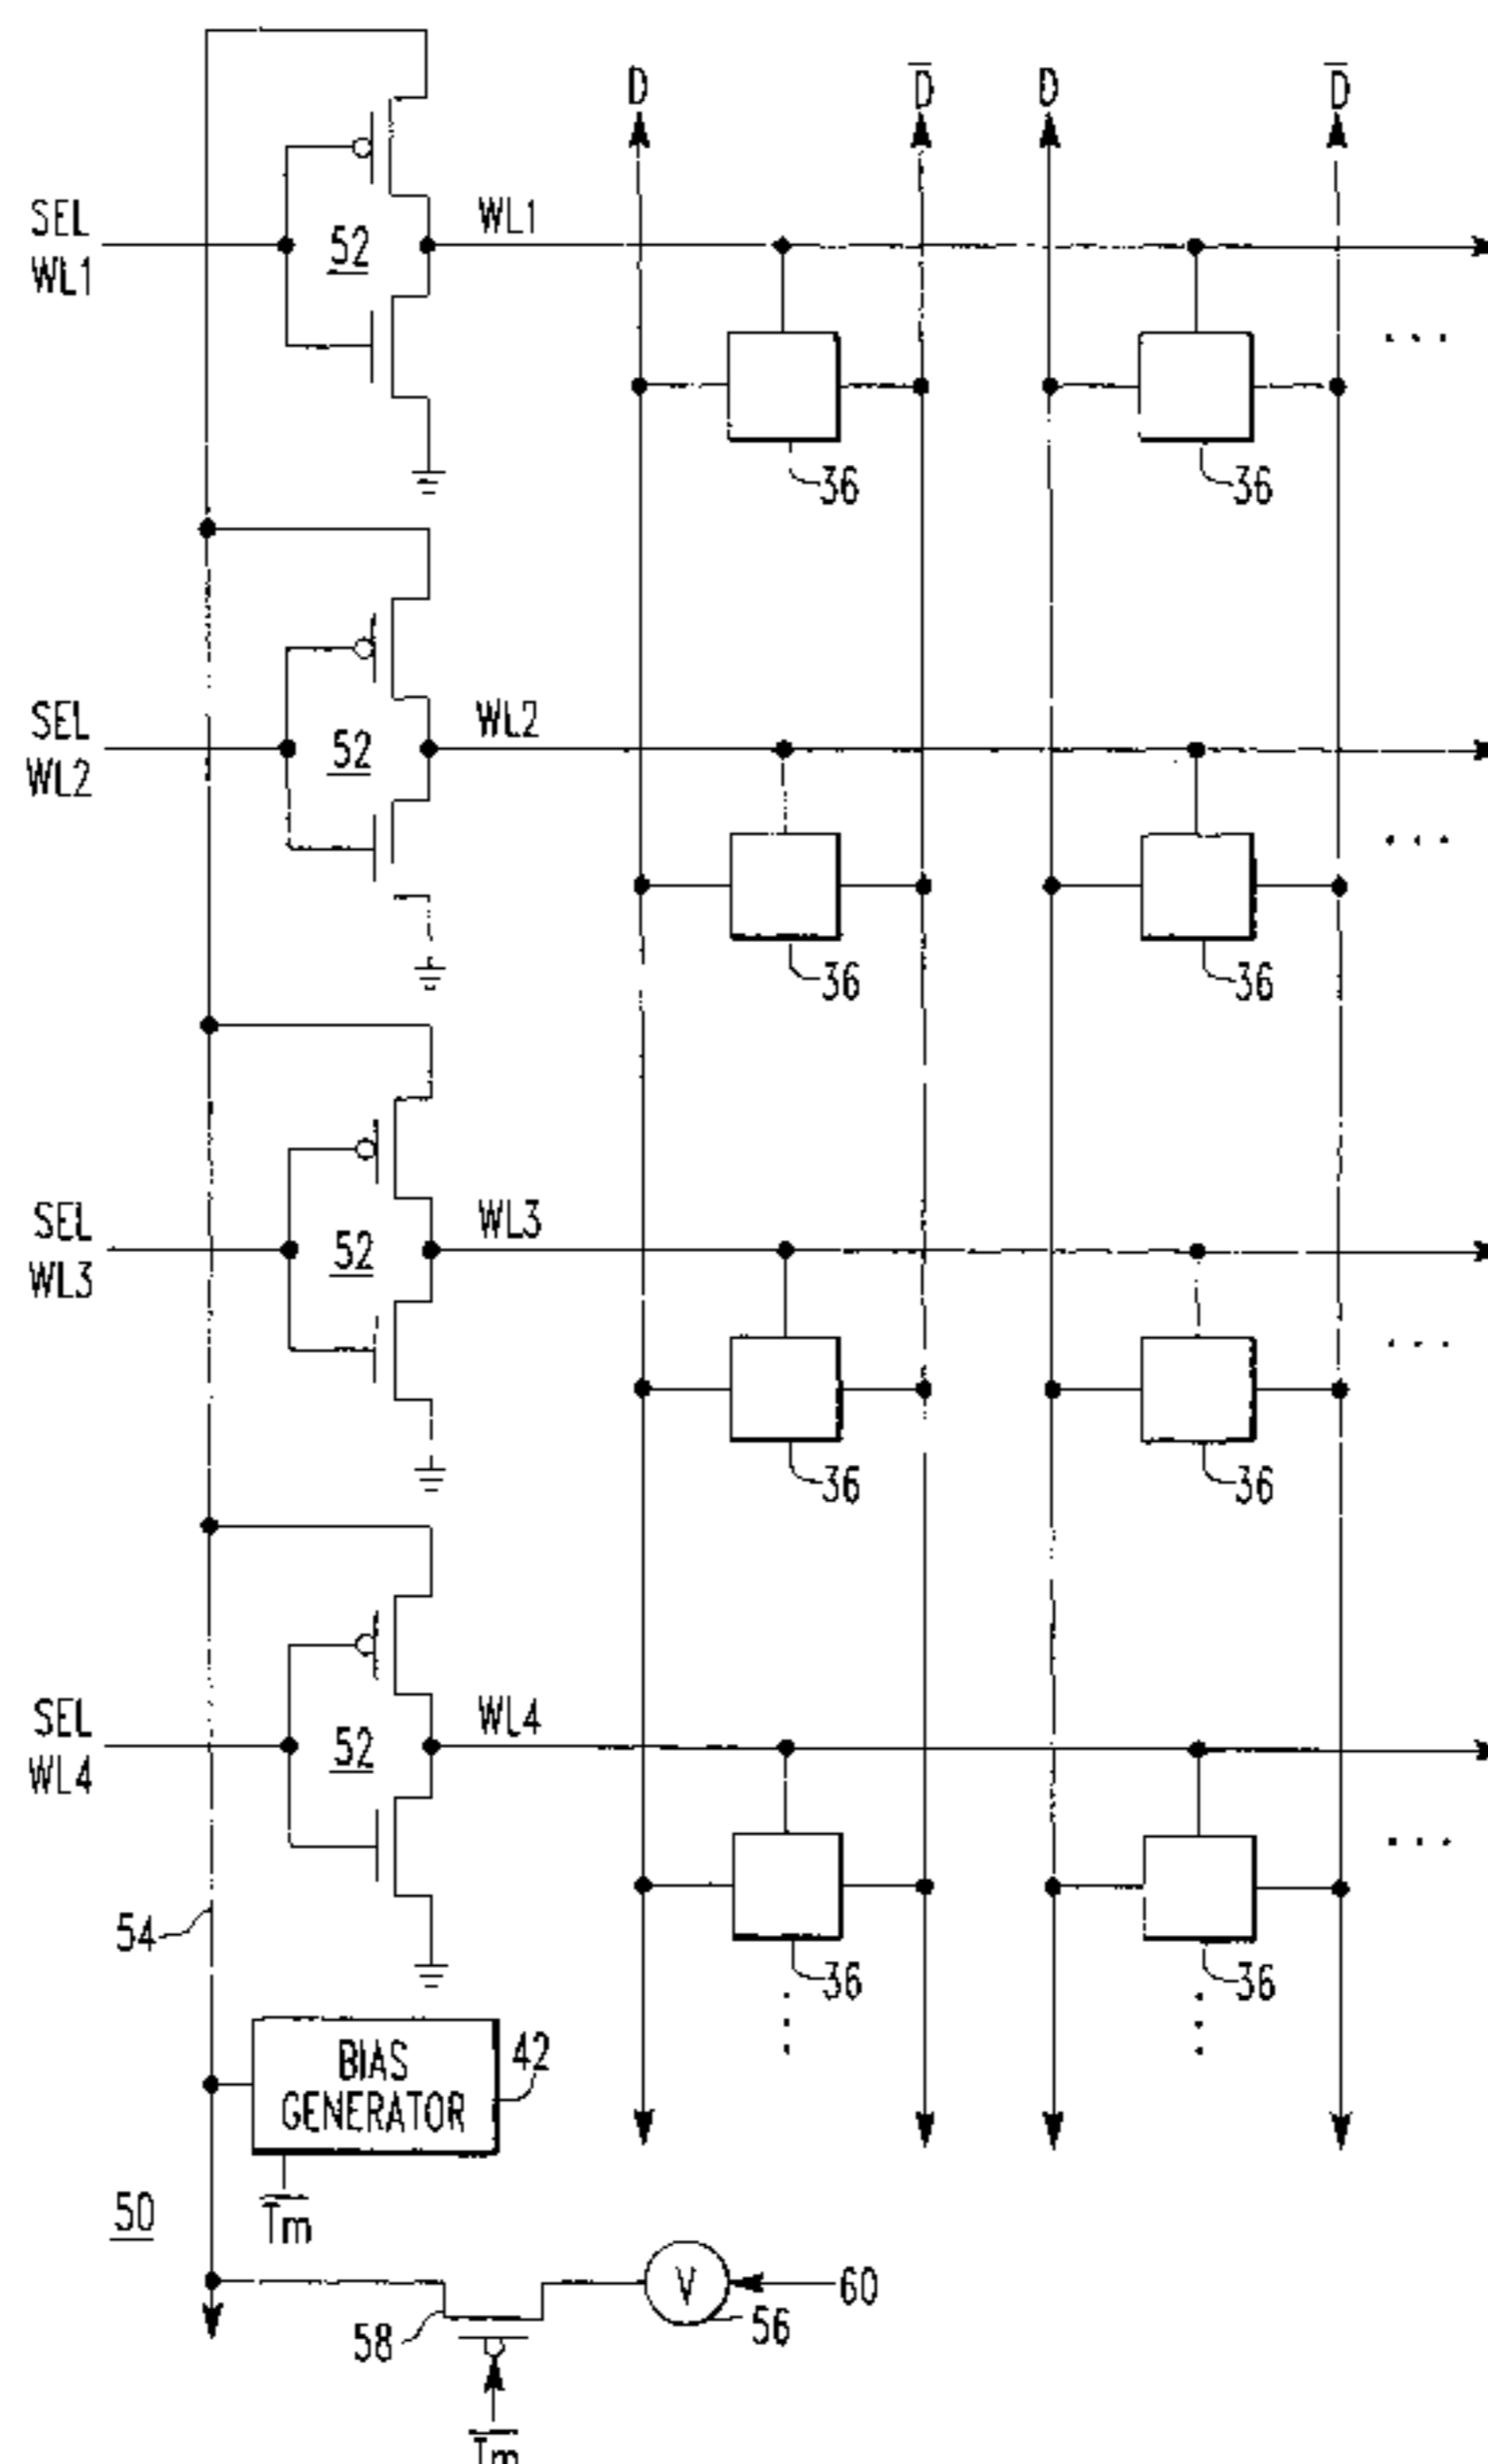 D D̅ D D̅
SEL
WL1
52
WL1
36 36
. . .
SEL
WL2
52
WL2
36 36
. . .
SEL
WL3
52
WL3
36 36
. . .
SEL
WL4
52
WL4
36 36
. . .
54
BIAS
GENERATOR
42
T̅m̅
50
58
V
56
60
T̅m̅